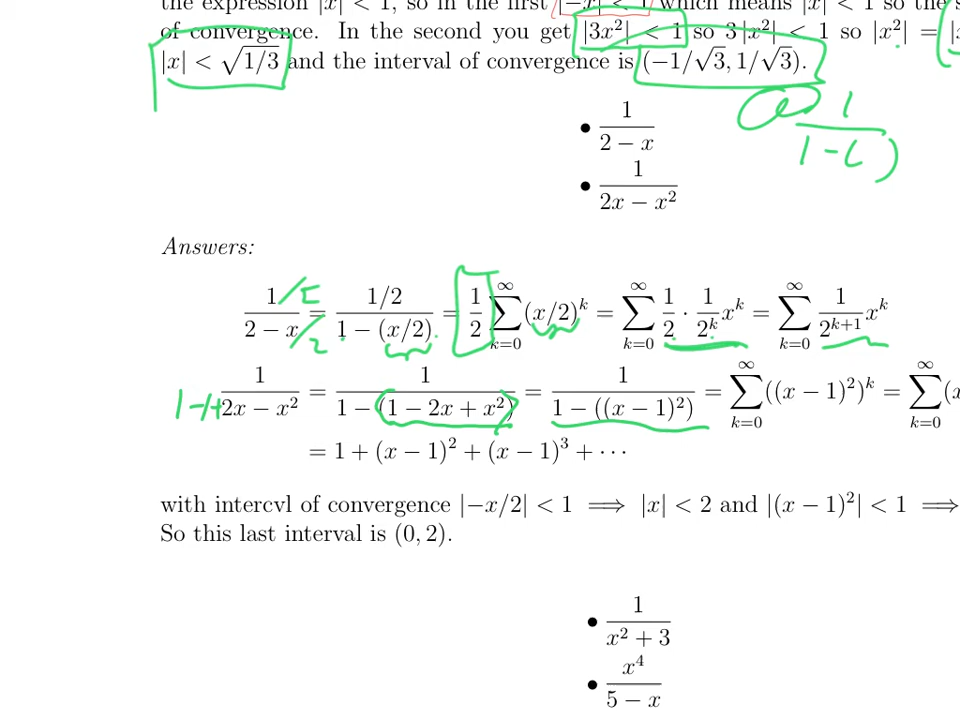 the expression |x| < 1, so in the first |−x| < 1 which means |x| < 1 so the
of convergence. In the second you get |3x²| < 1 so 3|x²| < 1 so |x²| =
|x| < √1/3 and the interval of convergence is (−1/√3, 1/√3).
1
1 − ( )
• 1/(2 − x)
• 1/(2x − x²)
Answers:
1/(2 − x) /2 /2 = (1/2)/(1 − (x/2)) = 1/2 ∑_{k=0}^{∞} (x/2)^k = ∑_{k=0}^{∞} 1/2 · 1/2^k x^k = ∑_{k=0}^{∞} 1/2^{k+1} x^k
1−1+ 1/(2x − x²) = 1/(1 − (1 − 2x + x²)) = 1/(1 − ((x − 1)²)) = ∑_{k=0}^{∞} ((x − 1)²)^k = ∑_{k=0}^{∞} (x
= 1 + (x − 1)² + (x − 1)³ + ···
with intercvl of convergence |−x/2| < 1 ⟹ |x| < 2 and |(x − 1)²| < 1 ⟹
So this last interval is (0, 2).
• 1/(x² + 3)
• x⁴/(5 − x)